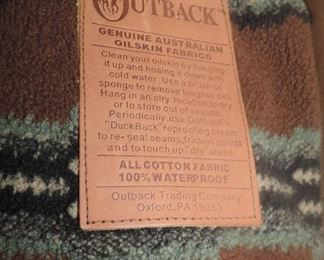 OUTBACK™
GENUINE AUSTRALIAN
OILSKIN FABRICS
Clean your oilskin by hanging
it up and hosing it down with
cold water. Use a brush or
sponge to remove tougher dirt.
Hang in an airy location to dry
or to store out of season.
Periodically use Outback's
"DuckBack" reproofing cream
to re-seal seams, friction points
and to touch up "dry" areas
ALL COTTON FABRIC
100% WATERPROOF
Outback Trading Company
Oxford, PA 19363